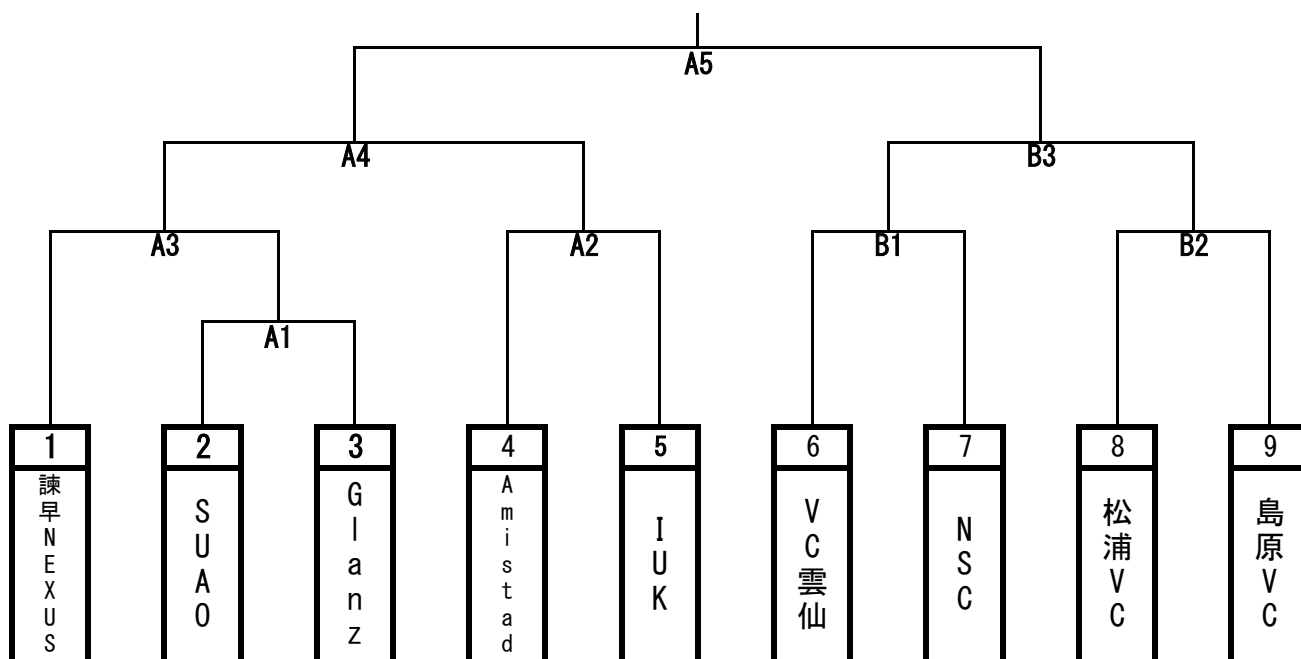 A5
A4
B3
A3
A2
B1
B2
A1
1
2
3
4
5
6
7
8
9
諫早NEXUS
SUAO
Glanz
Amistad
IUK
VC雲仙
NSC
松浦VC
島原VC